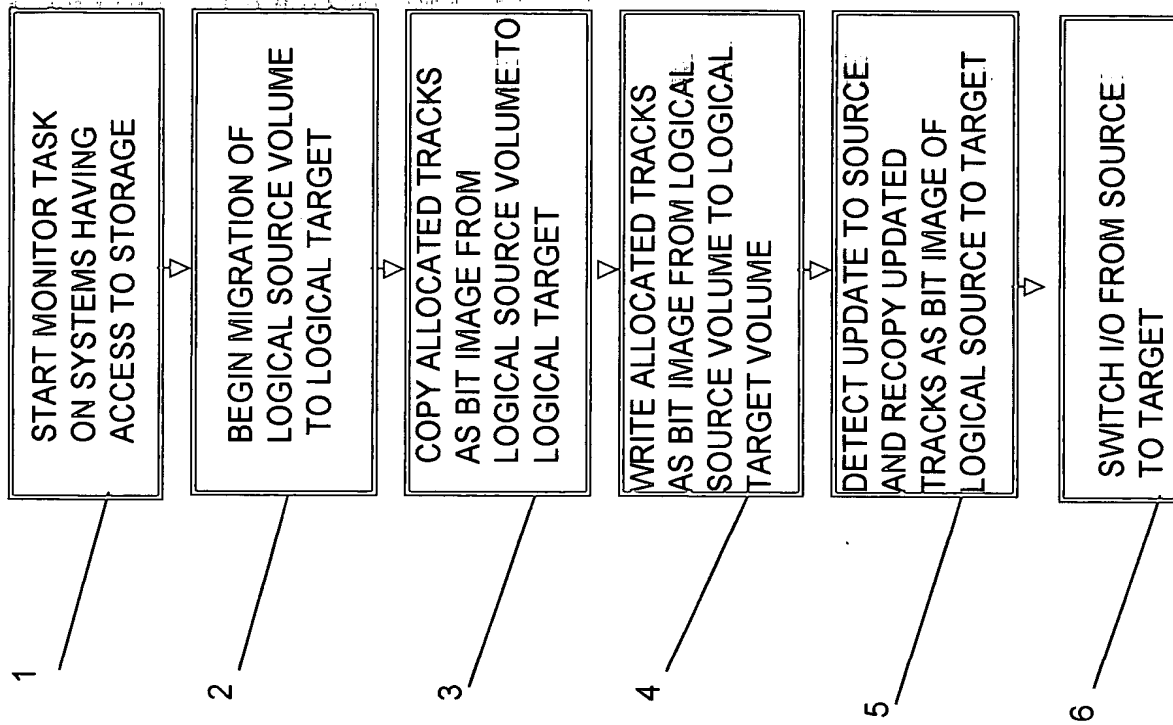 1
START MONITOR TASK
ON SYSTEMS HAVING
ACCESS TO STORAGE
2
BEGIN MIGRATION OF
LOGICAL SOURCE VOLUME
TO LOGICAL TARGET
3
COPY ALLOCATED TRACKS
AS BIT IMAGE FROM
LOGICAL SOURCE VOLUME TO
LOGICAL TARGET
4
WRITE ALLOCATED TRACKS
AS BIT IMAGE FROM LOGICAL
SOURCE VOLUME TO LOGICAL
TARGET VOLUME
5
DETECT UPDATE TO SOURCE
AND RECOPY UPDATED
TRACKS AS BIT IMAGE OF
LOGICAL SOURCE TO TARGET
6
SWITCH I/O FROM SOURCE
TO TARGET